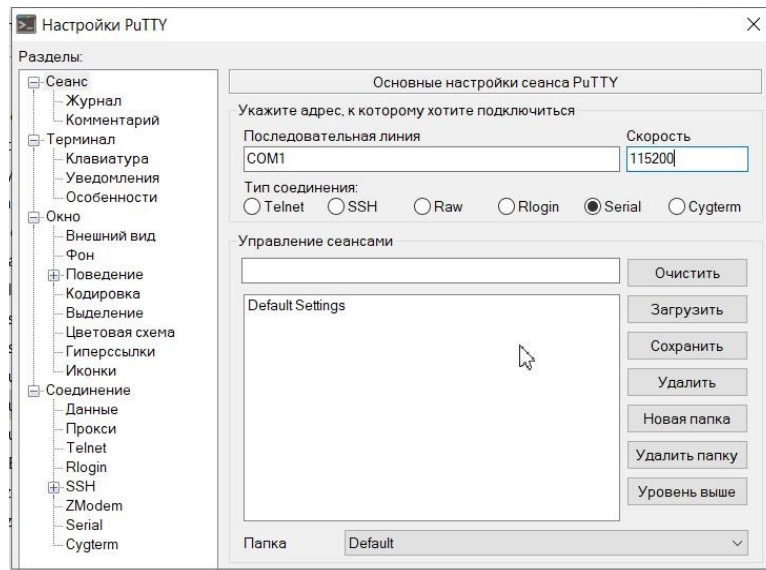 Настройки PuTTY
Разделы:
Сеанс
Журнал
Комментарий
Терминал
Клавиатура
Уведомления
Особенности
Окно
Внешний вид
Фон
Поведение
Кодировка
Выделение
Цветовая схема
Гиперссылки
Иконки
Соединение
Данные
Прокси
Telnet
Rlogin
SSH
ZModem
Serial
Cygterm
Основные настройки сеанса PuTTY
Укажите адрес, к которому хотите подключиться
Последовательная линия Скорость
COM1 115200
Тип соединения:
Telnet SSH Raw Rlogin Serial Cygterm
Управление сеансами
Очистить
Default Settings
Загрузить
Сохранить
Удалить
Новая папка
Удалить папку
Уровень выше
Папка Default